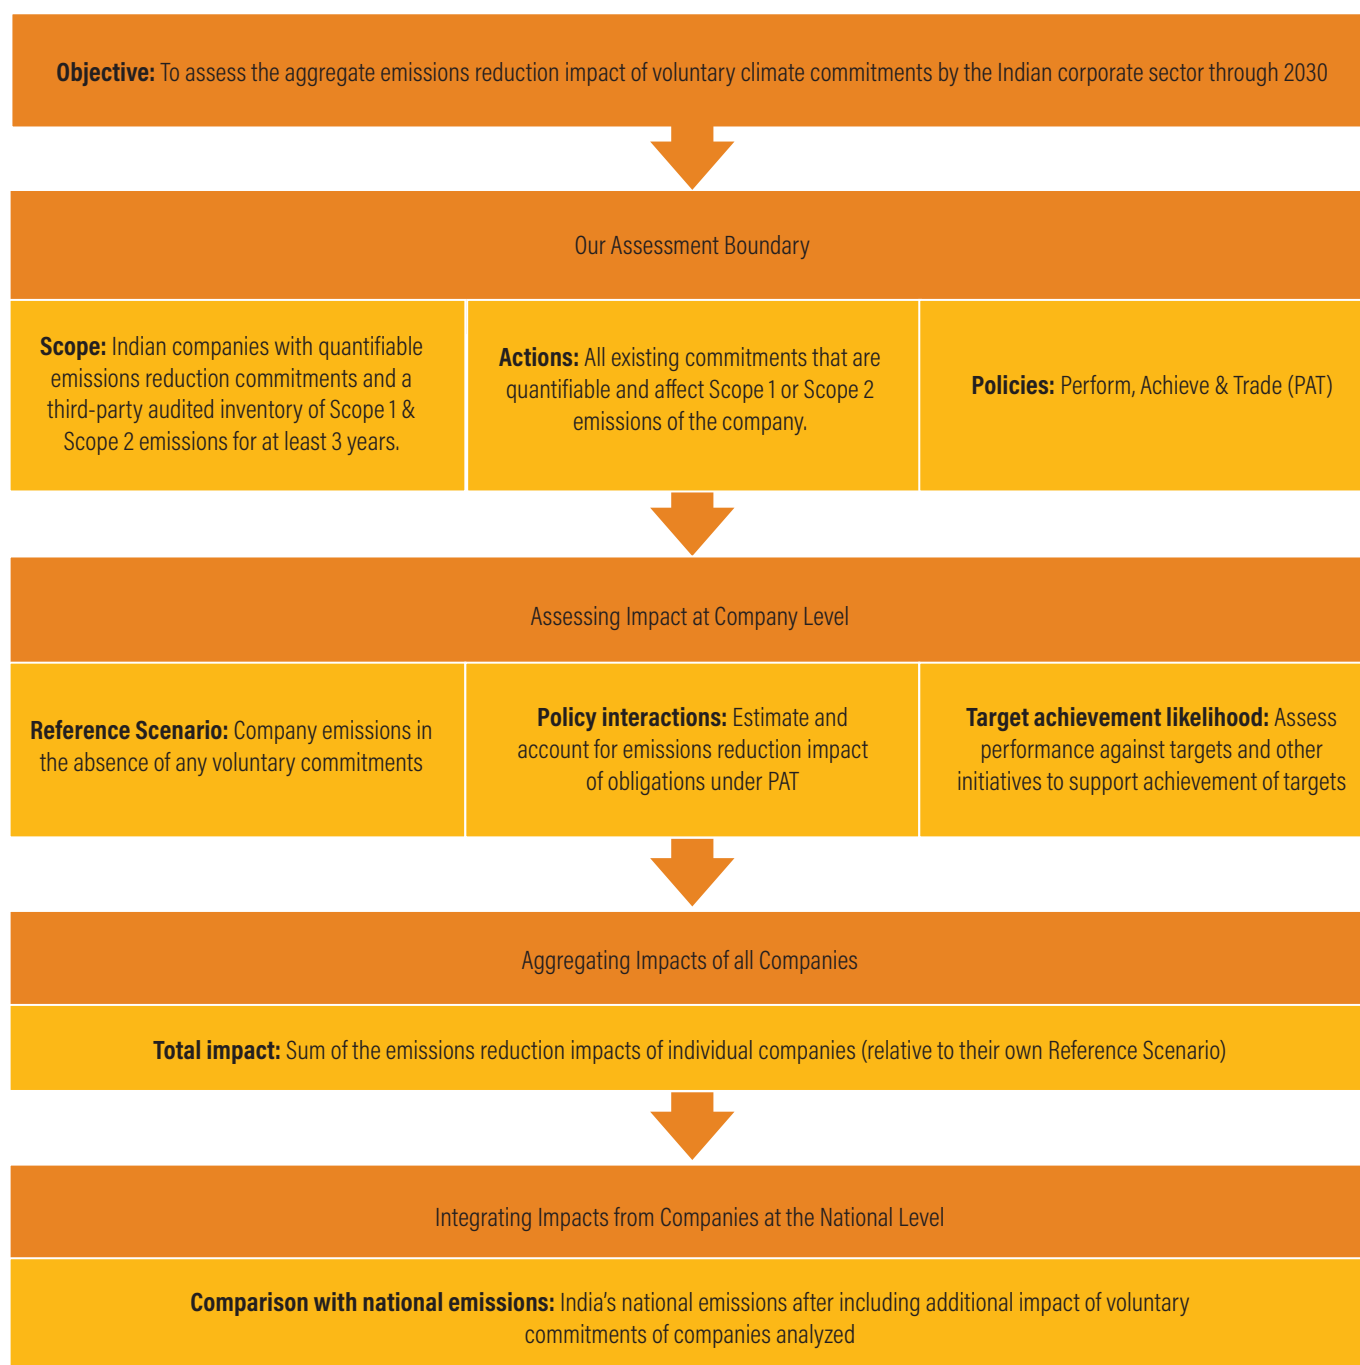 Objective: To assess the aggregate emissions reduction impact of voluntary climate commitments by the Indian corporate sector through 2030
Our Assessment Boundary
Scope: Indian companies with quantifiable
emissions reduction commitments and a
third-party audited inventory of Scope 1 &
Scope 2 emissions for at least 3 years.
Actions: All existing commitments that are
quantifiable and affect Scope 1 or Scope 2
emissions of the company.
Policies: Perform, Achieve & Trade (PAT)
Assessing Impact at Company Level
Reference Scenario: Company emissions in
the absence of any voluntary commitments
Policy interactions: Estimate and
account for emissions reduction impact
of obligations under PAT
Target achievement likelihood: Assess
performance against targets and other
initiatives to support achievement of targets
Aggregating Impacts of all Companies
Total impact: Sum of the emissions reduction impacts of individual companies (relative to their own Reference Scenario)
Integrating Impacts from Companies at the National Level
Comparison with national emissions: India’s national emissions after including additional impact of voluntary
commitments of companies analyzed